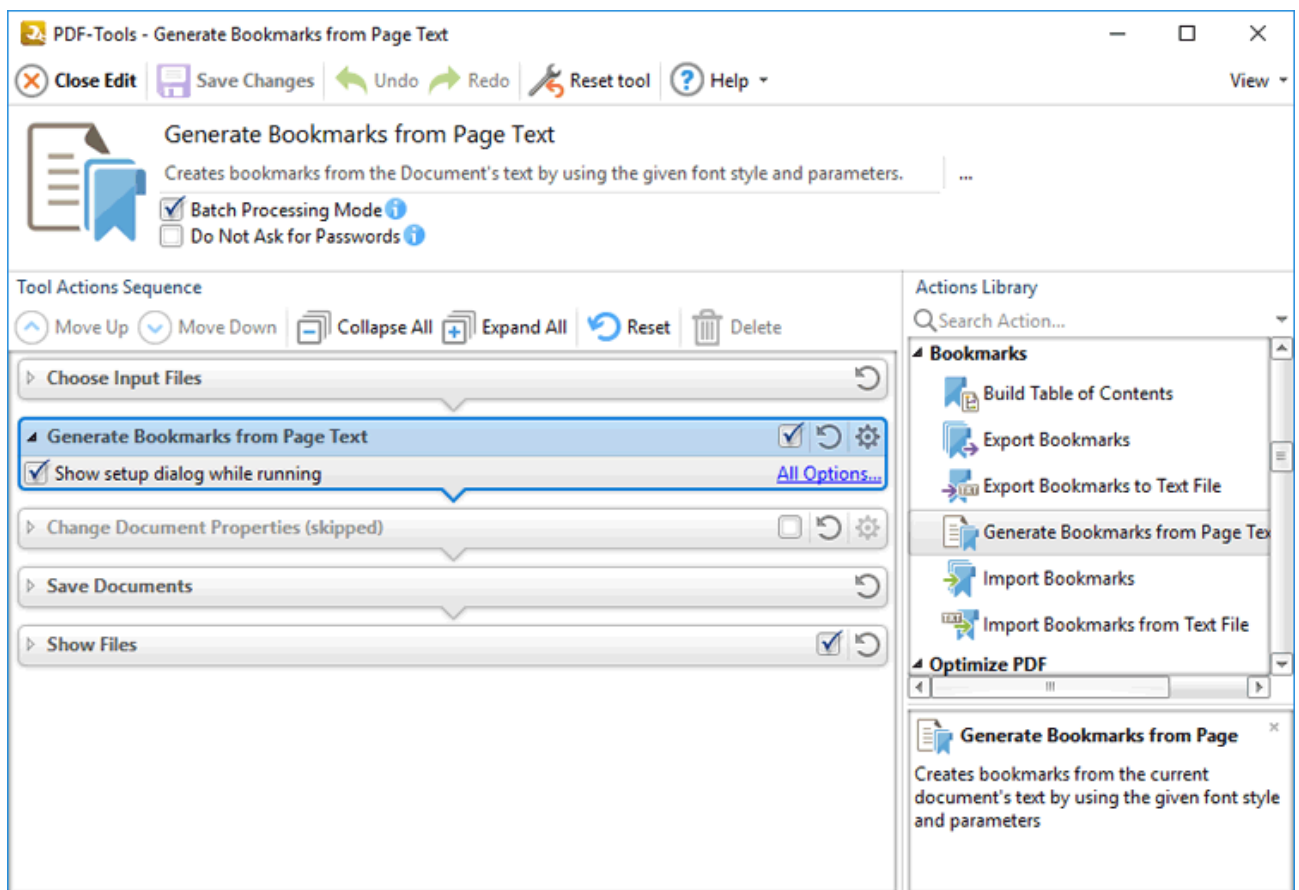 PDF-Tools - Generate Bookmarks from Page Text
Close Edit Save Changes Undo Redo Reset tool ? Help View
Generate Bookmarks from Page Text
Creates bookmarks from the Document's text by using the given font style and parameters. ...
Batch Processing Mode i
Do Not Ask for Passwords i
Tool Actions Sequence
Move Up Move Down Collapse All Expand All Reset Delete
Choose Input Files
Generate Bookmarks from Page Text
Show setup dialog while running All Options...
Change Document Properties (skipped)
Save Documents
Show Files
Actions Library
Search Action...
Bookmarks
Build Table of Contents
Export Bookmarks
Export Bookmarks to Text File
Generate Bookmarks from Page Tex
Import Bookmarks
Import Bookmarks from Text File
Optimize PDF
Generate Bookmarks from Page
Creates bookmarks from the current
document's text by using the given font style
and parameters